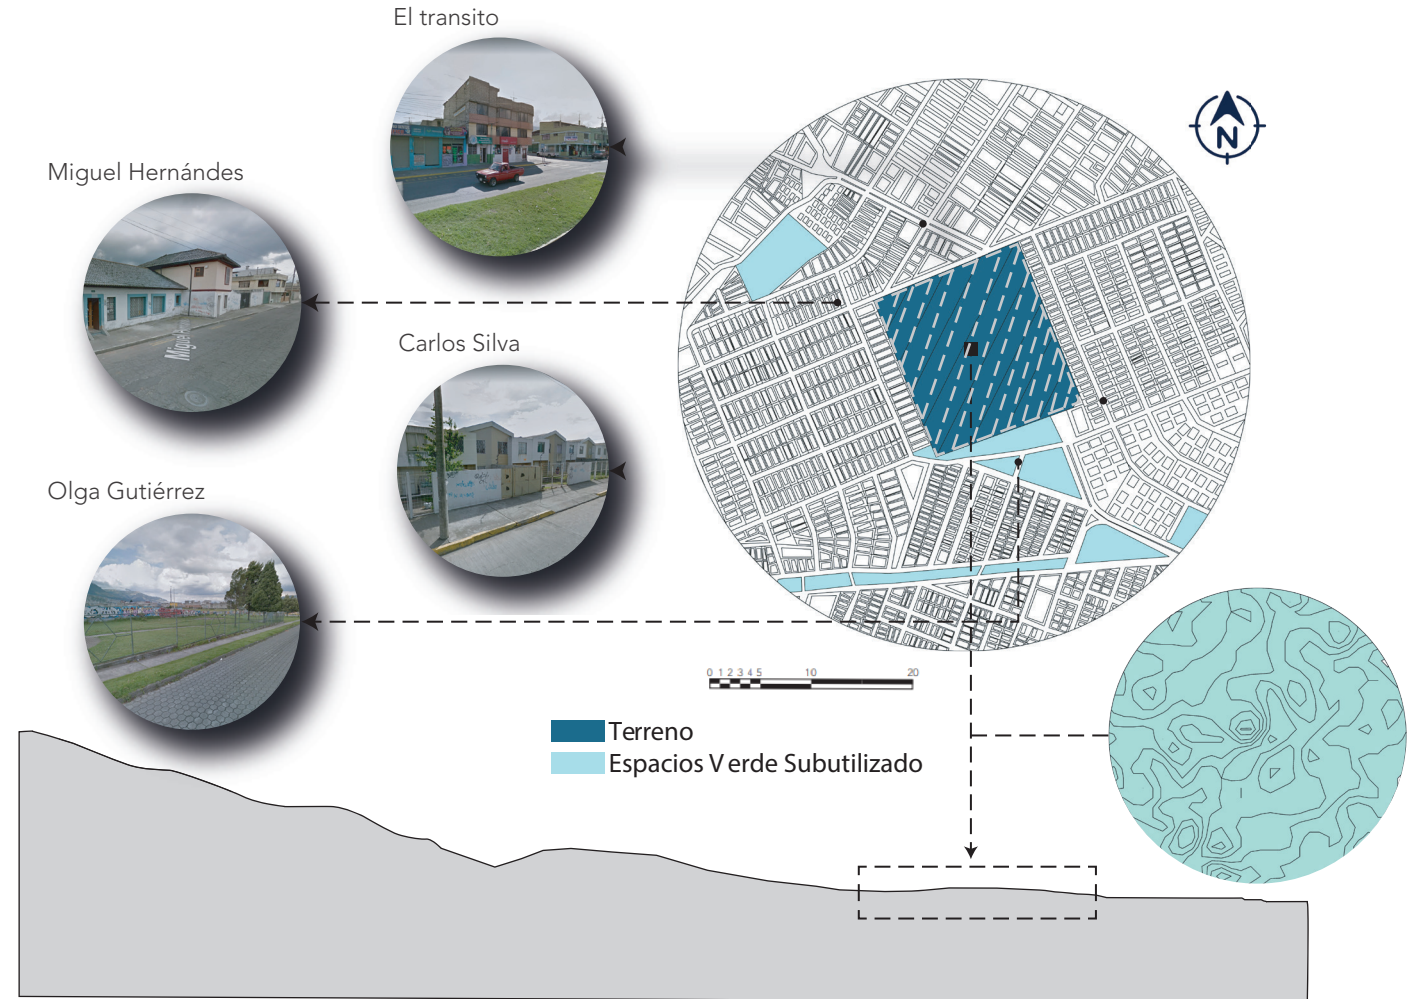 El transito
Miguel Hernándes
N
Carlos Silva
Olga Gutiérrez
0 1 2 3 4 5 10 20
Terreno
Espacios Verde Subutilizado